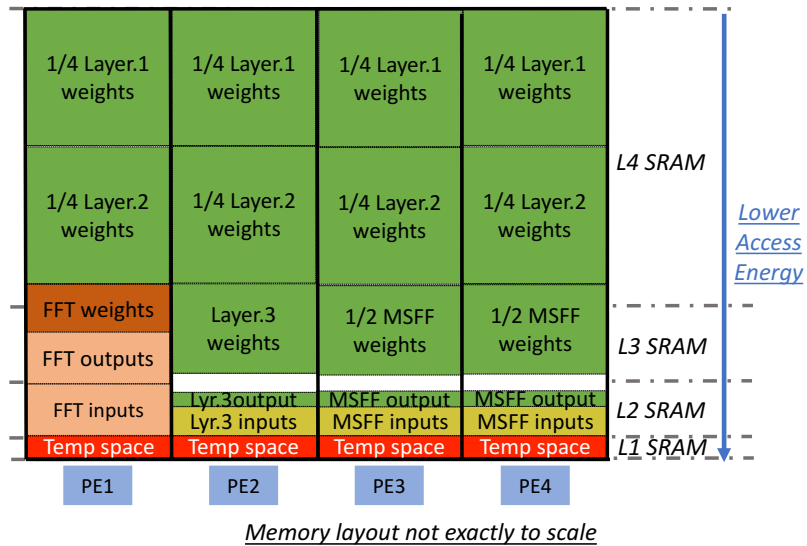 1/4 Layer.1 weights
1/4 Layer.1 weights
1/4 Layer.1 weights
1/4 Layer.1 weights
L4 SRAM
1/4 Layer.2 weights
1/4 Layer.2 weights
1/4 Layer.2 weights
1/4 Layer.2 weights
Lower
Access
Energy
FFT weights
Layer.3 weights
1/2 MSFF weights
1/2 MSFF weights
L3 SRAM
FFT outputs
FFT inputs
Lyr.3output
MSFF output
MSFF output
L2 SRAM
Lyr.3 inputs
MSFF inputs
MSFF inputs
Temp space
Temp space
Temp space
Temp space
L1 SRAM
PE1
PE2
PE3
PE4
Memory layout not exactly to scale